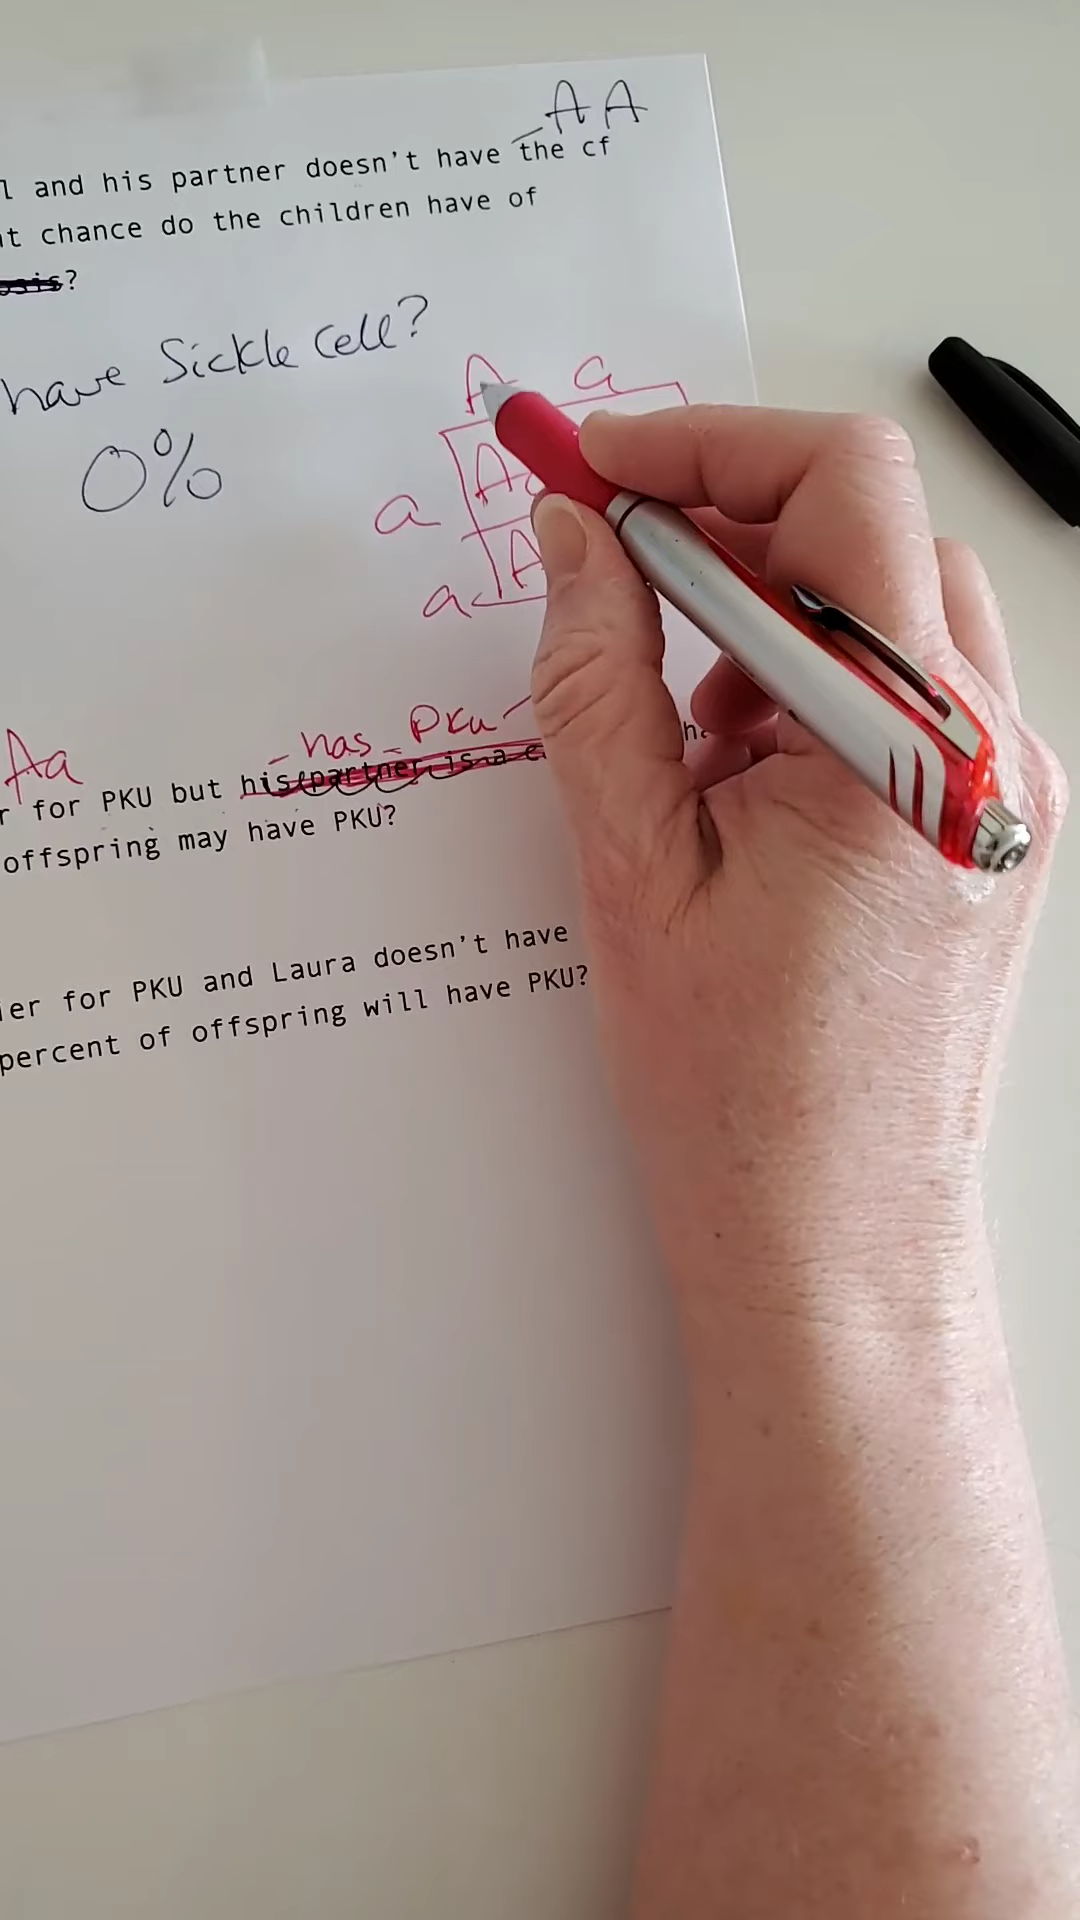 AA
l and his partner doesn't have the cf
at chance do the children have of
?
have Sickle Cell?
A a
0%
a A
a A
Aa -has PKU-
r for PKU but his partner is a c
offspring may have PKU?
ier for PKU and Laura doesn't have
percent of offspring will have PKU?